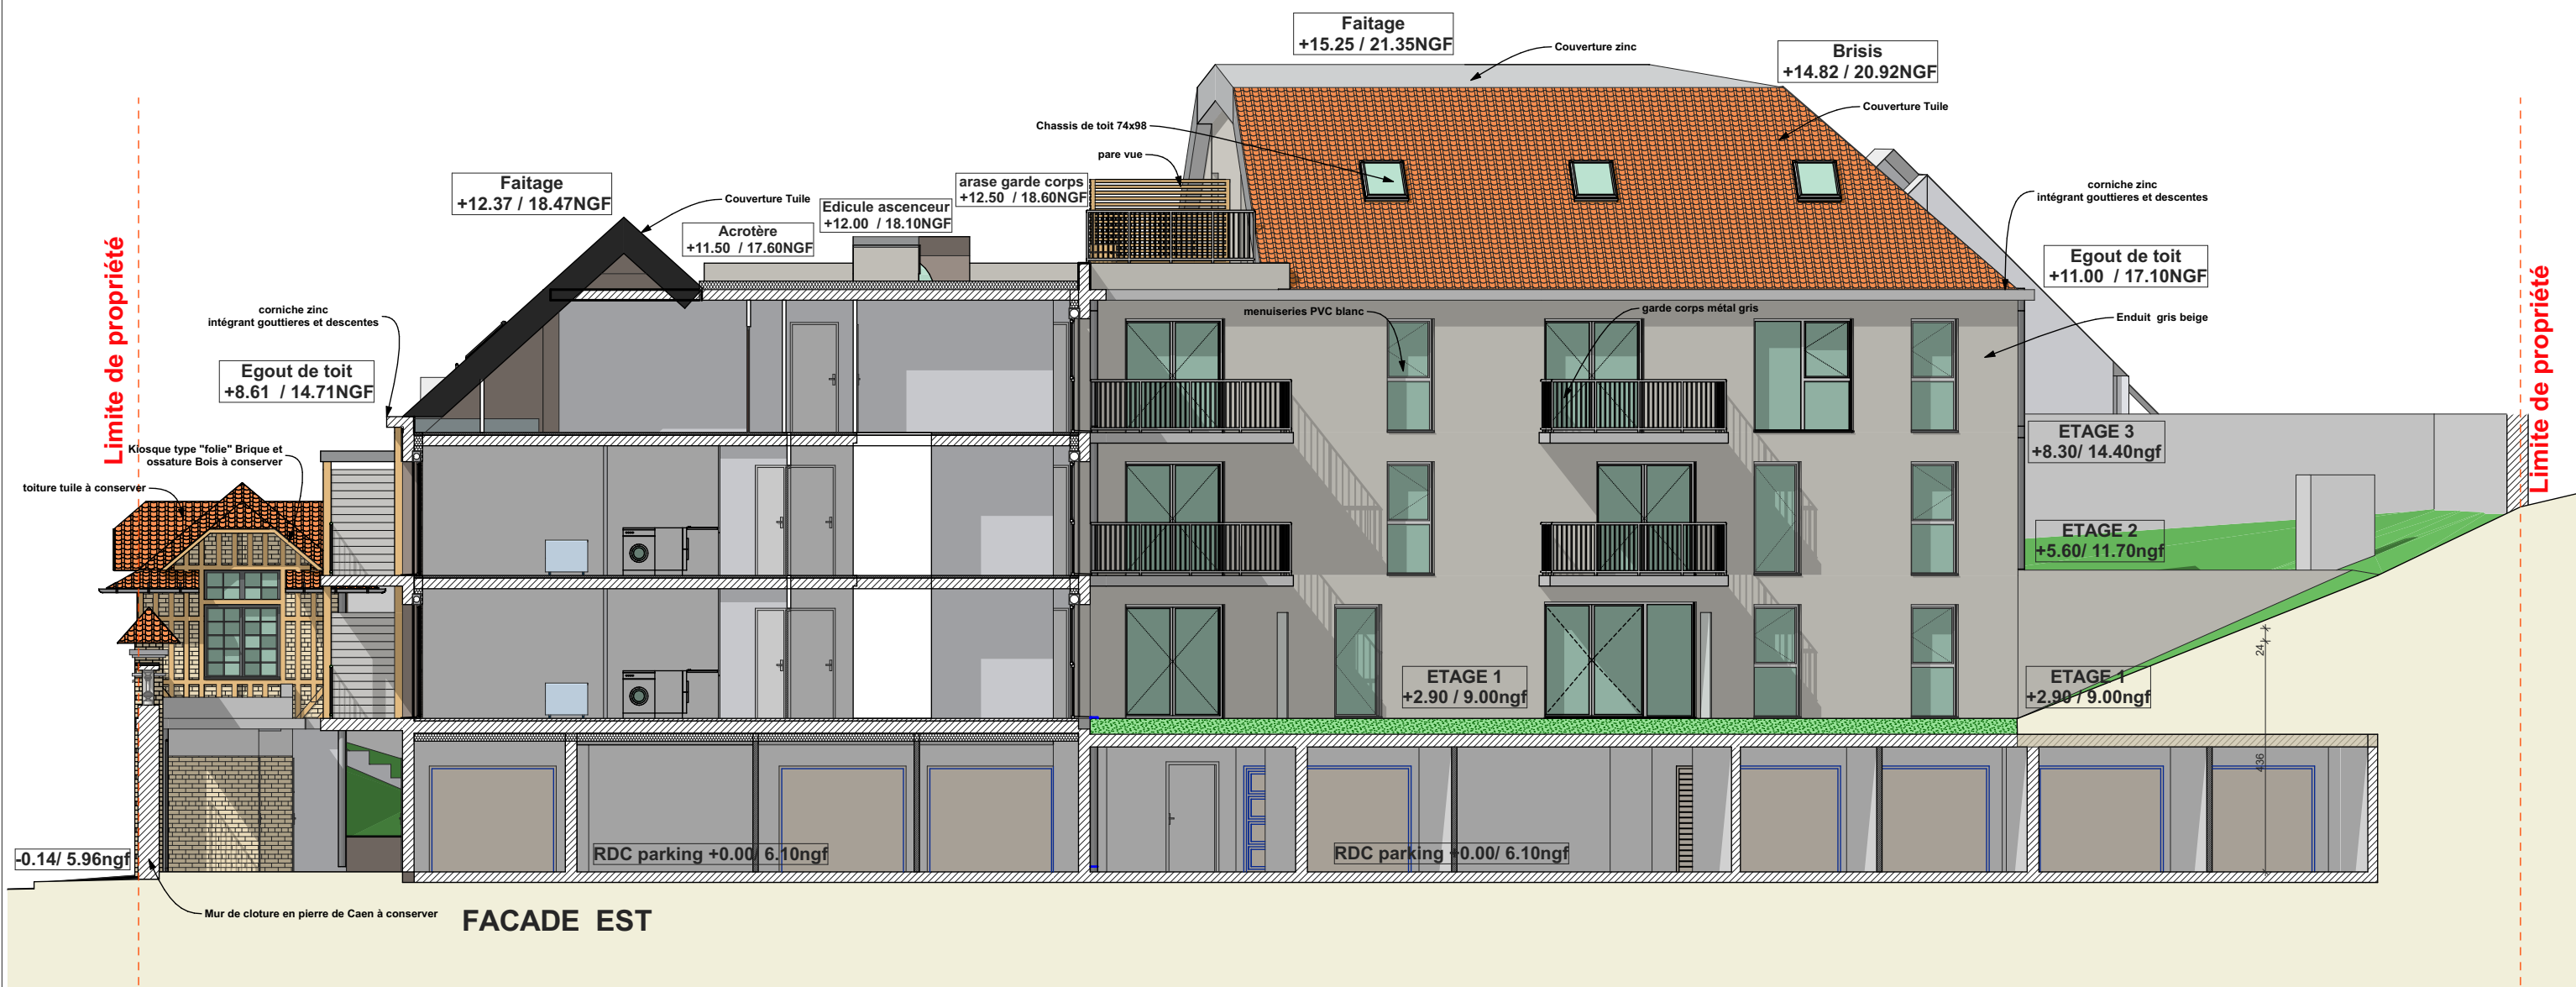 Faitage
+15.25 / 21.35NGF
Couverture zinc
Brisis
+14.82 / 20.92NGF
Couverture Tuile
Chassis de toit 74x98
pare vue
Faitage
+12.37 / 18.47NGF
Couverture Tuile
Acrotère
+11.50 / 17.60NGF
Edicule ascenceur
+12.00 / 18.10NGF
arase garde corps
+12.50 / 18.60NGF
corniche zinc
intégrant gouttieres et descentes
Egout de toit
+11.00 / 17.10NGF
Limite de propriété
Limite de propriété
corniche zinc
intégrant gouttieres et descentes
menuiseries PVC blanc
garde corps métal gris
Enduit gris beige
Egout de toit
+8.61 / 14.71NGF
ETAGE 3
+8.30/ 14.40ngf
Kiosque type "folie" Brique et
ossature Bois à conserver
toiture tuile à conserver
ETAGE 2
+5.60/ 11.70ngf
24
ETAGE 1
+2.90 / 9.00ngf
ETAGE 1
+2.90 / 9.00ngf
436
-0.14/ 5.96ngf
RDC parking +0.00/ 6.10ngf
RDC parking +0.00/ 6.10ngf
Mur de cloture en pierre de Caen à conserver
FACADE EST